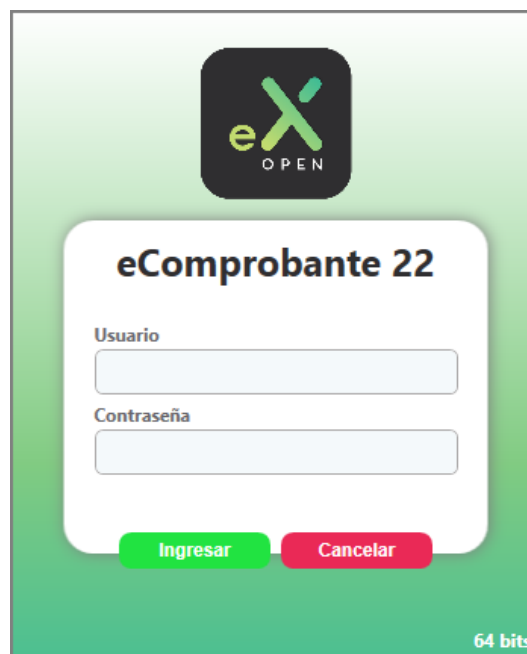 eX
OPEN
eComprobante 22
Usuario
Contraseña
Ingresar Cancelar
64 bits